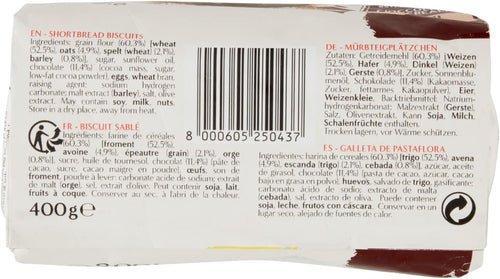 EN - SHORTBREAD BISCUITS
Ingredients: grain flour (60,3%) [wheat
(52,5%), oats (4,9%), spelt (wheat) (2,1%),
barley (0,8%)], sugar, sunflower oil,
chocolate (11,4%) (cocoa mass, sugar,
low-fat cocoa powder), eggs, wheat bran,
raising agent: sodium hydrogen
carbonate; malt extract (barley), salt, olive
extract. May contain soy, milk, nuts.
Store in a dry place, away from heat.
FR - BISCUIT SABLÉ
Ingrédients: farine de céréales
(60,3%) [froment (52,5%),
avoine (4,9%), épeautre (grain) (2,1%), orge
(0,8%)], sucre, huile de tournesol, chocolat (11,4%) (pâte
de cacao, sucre, cacao maigre en poudre), œufs, son de
froment, poudre à lever: carbonate acide de sodium; extrait
de malt (orge), sel, extrait d'olive. Peut contenir soja, lait,
fruits à coque. Conserver au sec, à l'abri de la chaleur.
400g e
8 000605 250437
DE - MÜRBTEIGPLÄTZCHEN
Zutaten: Getreidemehl (60,3%) [Weizen
(52,5%), Hafer (4,9%), Dinkel (Weizen)
(2,1%), Gerste (0,8%)], Zucker, Sonnenblu-
menöl, Schokolade (11,4%) (Kakaomasse,
Zucker, fettarmes Kakaopulver), Eier,
Weizenkleie, Backtriebmittel: Natrium-
hydrogencarbonat; Malzextrakt (Gerste),
Salz, Olivenextrakt. Kann Soja, Milch,
Schalenfrüchte enthalten.
Trocken lagern, vor Wärme schützen.
ES - GALLETA DE PASTAFLORA
Ingredientes: harina de cereales (60,3%) [trigo (52,5%), avena
(4,9%), escanda (trigo) (2,1%), cebada (0,8%)], azúcar, aceite de
girasol, chocolate (11,4%) (pasta de cacao, azúcar, cacao
bajo en grasa en polvo), huevos, salvado de trigo, gasificante:
carbonato ácido de sodio; extracto de malta
(cebada), sal, extracto de oliva. Puede contener
soja, leche, frutos con cáscara. Conservar en un
lugar seco, alejado de fuentes de calor.